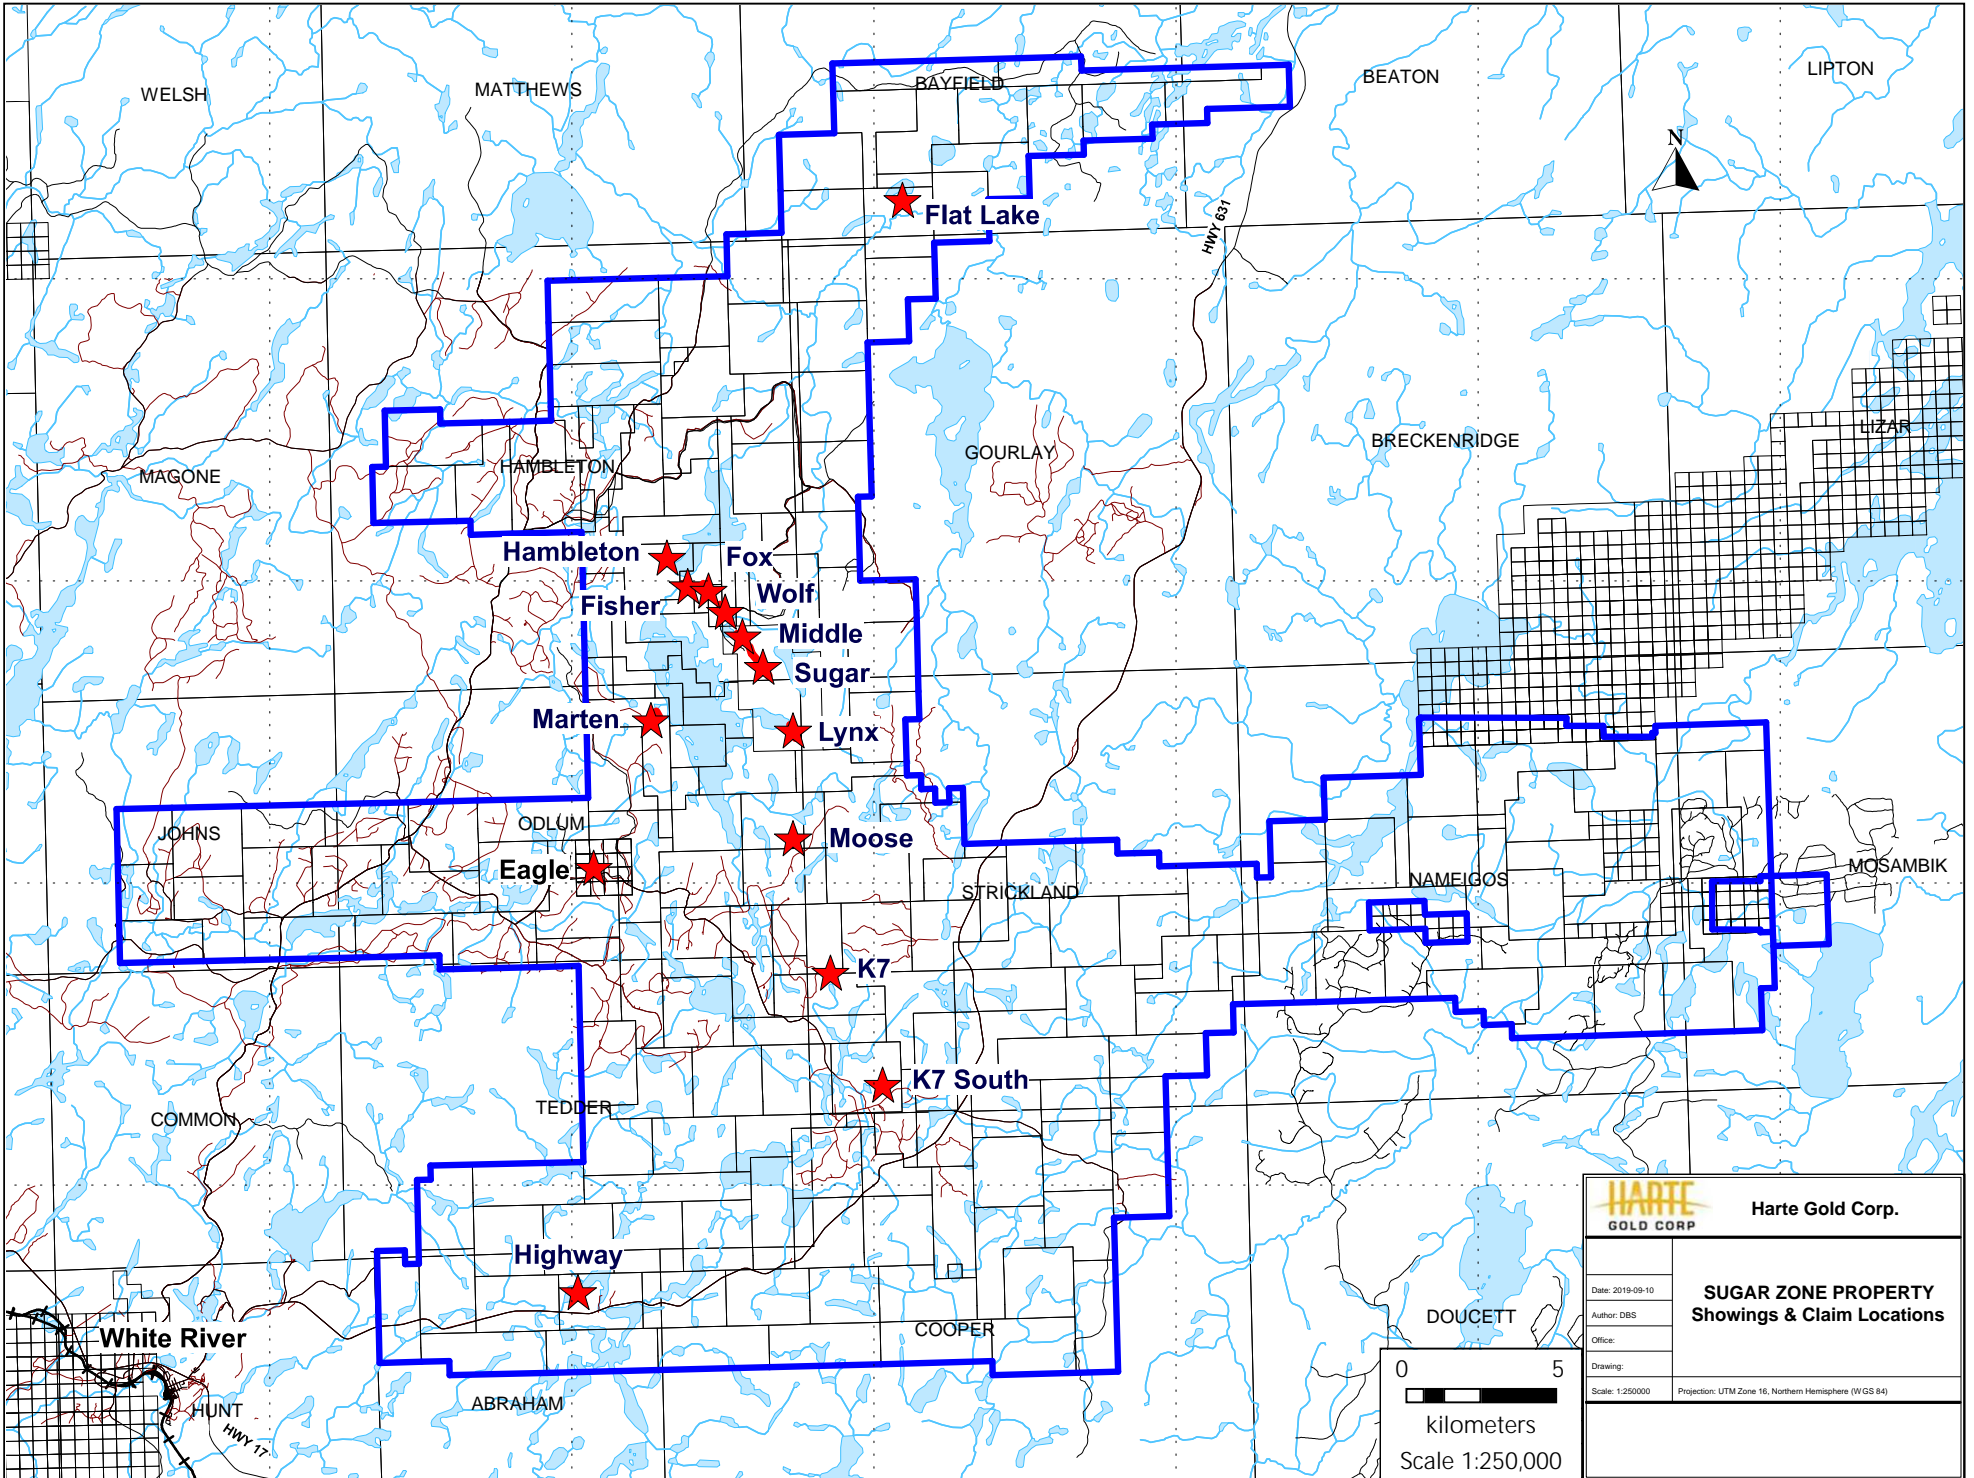 BAYFIELD
LIPTON
BEATON
MATTHEWS
WELSH
N
Flat Lake
HWY 631
LIZAR
BRECKENRIDGE
GOURLAY
HAMBLETON
MAGONE
Hambleton
Fox
Wolf
Fisher
Middle
Sugar
Marten
Lynx
JOHNS
ODLUM
Moose
Eagle
STRICKLAND
NAMEIGOS
MOSAMBIK
K7
K7 South
TEDDER
COMMON
Highway
COOPER
DOUCETT
White River
ABRAHAM
HUNT
HWY 17
0 5
kilometers
Scale 1:250,000
HARTE
GOLD CORP
Harte Gold Corp.
SUGAR ZONE PROPERTY
Showings & Claim Locations
Date: 2019-09-10
Author: DBS
Office:
Drawing:
Scale: 1:250000
Projection: UTM Zone 16, Northern Hemisphere (WGS 84)